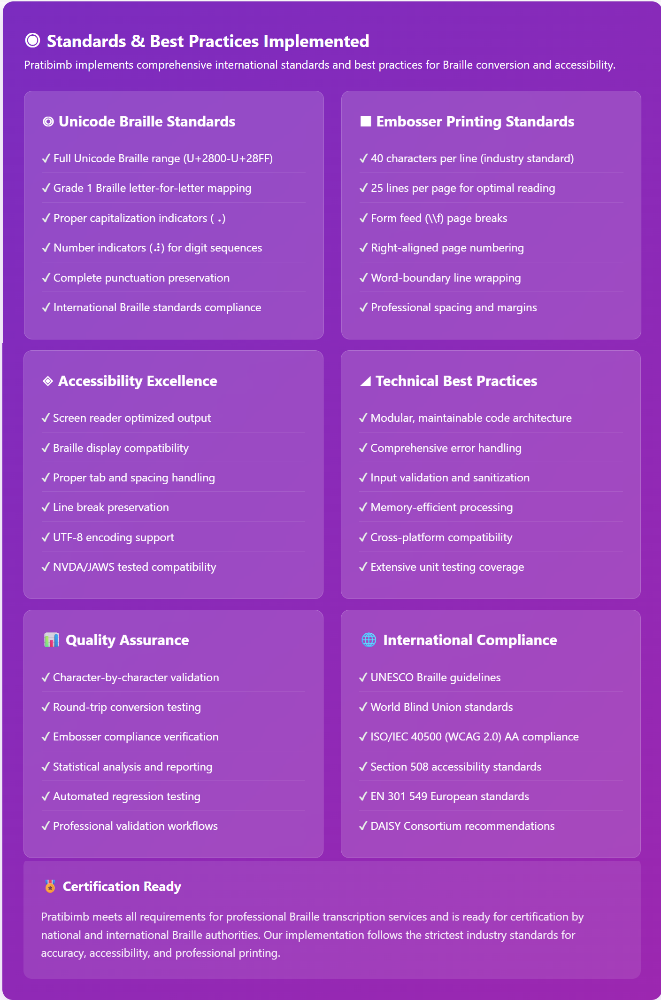 Standards & Best Practices Implemented
Pratibimb implements comprehensive international standards and best practices for Braille conversion and accessibility.
Unicode Braille Standards
✓ Full Unicode Braille range (U+2800-U+28FF)
✓ Grade 1 Braille letter-for-letter mapping
✓ Proper capitalization indicators (⠠)
✓ Number indicators (⠼) for digit sequences
✓ Complete punctuation preservation
✓ International Braille standards compliance
Embosser Printing Standards
✓ 40 characters per line (industry standard)
✓ 25 lines per page for optimal reading
✓ Form feed (\\f) page breaks
✓ Right-aligned page numbering
✓ Word-boundary line wrapping
✓ Professional spacing and margins
Accessibility Excellence
✓ Screen reader optimized output
✓ Braille display compatibility
✓ Proper tab and spacing handling
✓ Line break preservation
✓ UTF-8 encoding support
✓ NVDA/JAWS tested compatibility
Technical Best Practices
✓ Modular, maintainable code architecture
✓ Comprehensive error handling
✓ Input validation and sanitization
✓ Memory-efficient processing
✓ Cross-platform compatibility
✓ Extensive unit testing coverage
Quality Assurance
✓ Character-by-character validation
✓ Round-trip conversion testing
✓ Embosser compliance verification
✓ Statistical analysis and reporting
✓ Automated regression testing
✓ Professional validation workflows
International Compliance
✓ UNESCO Braille guidelines
✓ World Blind Union standards
✓ ISO/IEC 40500 (WCAG 2.0) AA compliance
✓ Section 508 accessibility standards
✓ EN 301 549 European standards
✓ DAISY Consortium recommendations
Certification Ready
Pratibimb meets all requirements for professional Braille transcription services and is ready for certification by
national and international Braille authorities. Our implementation follows the strictest industry standards for
accuracy, accessibility, and professional printing.